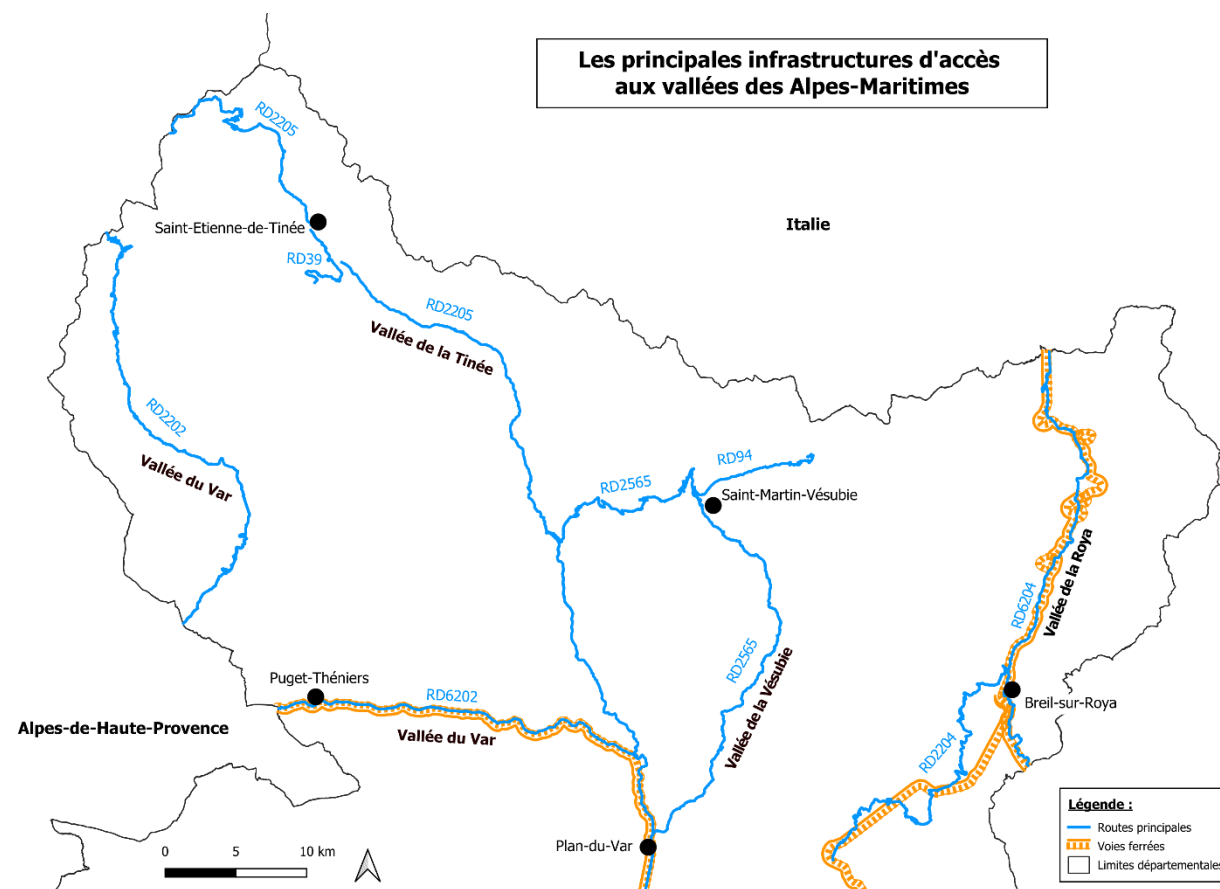 Les principales infrastructures d'accès
aux vallées des Alpes-Maritimes
RD2205
Saint-Etienne-de-Tinée
Italie
RD39
RD2205
Vallée de la Tinée
RD2202
Vallée du Var
RD94
RD2565
Saint-Martin-Vésubie
Vallée de la Roya
RD6204
RD2565
Vallée de la Vésubie
Puget-Théniers
RD6202
Breil-sur-Roya
Alpes-de-Haute-Provence
Vallée du Var
RD2204
Plan-du-Var
0 5 10 km
Légende :
Routes principales
Voies ferrées
Limites départementales